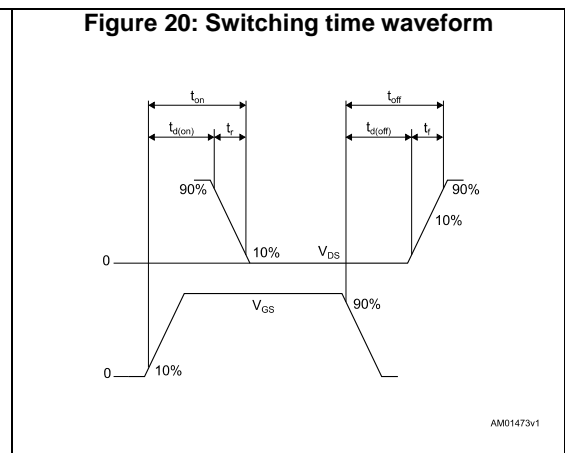 Figure 20: Switching time waveform
ton toff
td(on) tr td(off) tf
90% 90%
10%
10% VDS
0
VGS 90%
0 10%
AM01473v1